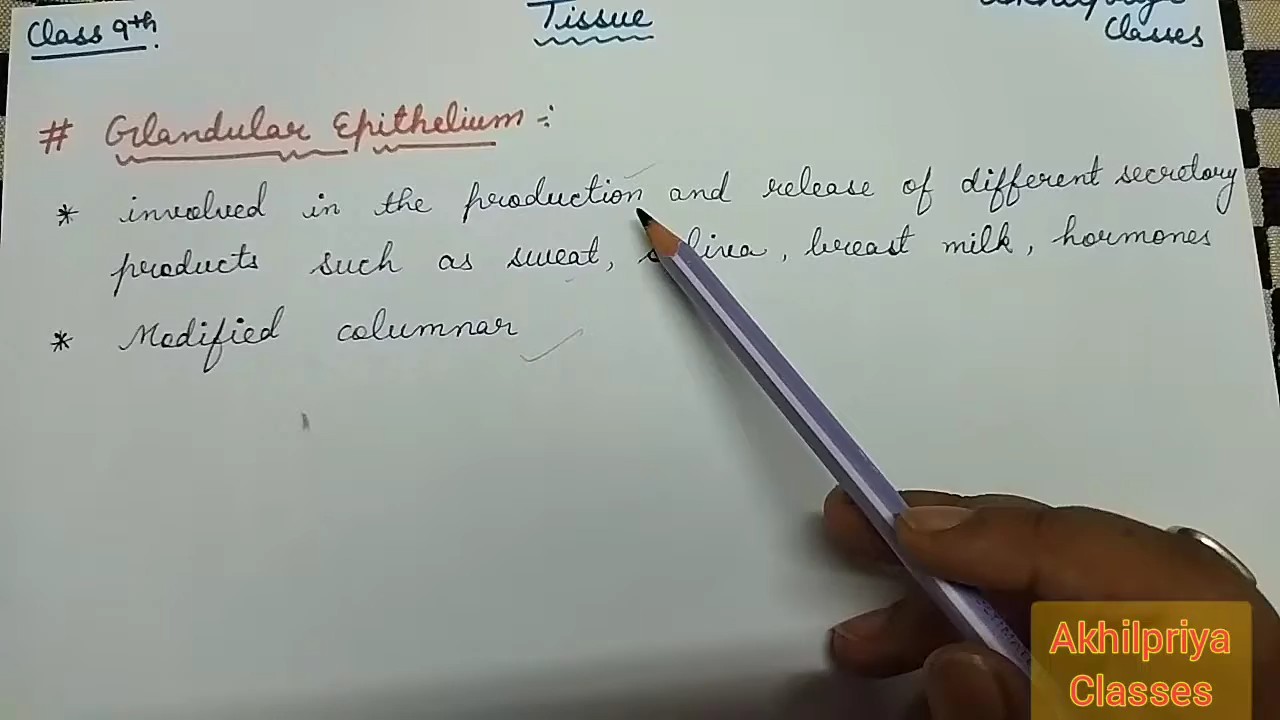 Class 9th.
Tissue
Classes
# Glandular Epithelium :-
* involved in the production and release of different secretory
products such as sweat, saliva, breast milk, hormones
* Modified columnar
Akhilpriya
Classes